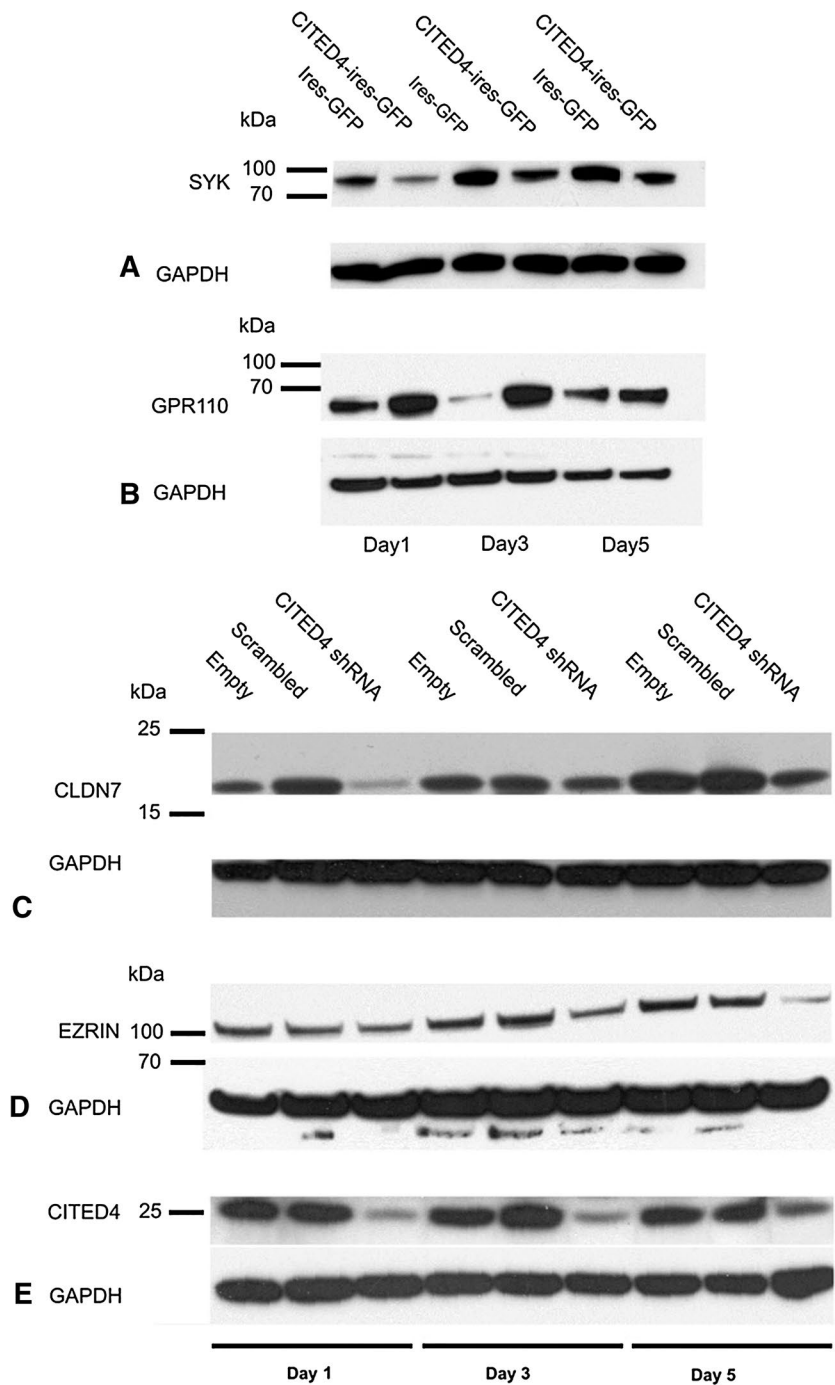 Ires-GFP
CITED4-ires-GFP
Ires-GFP
CITED4-ires-GFP
Ires-GFP
CITED4-ires-GFP
kDa
SYK
100
70
A
GAPDH
kDa
100
70
GPR110
B
GAPDH
Day1 Day3 Day5
Empty
Scrambled
CITED4 shRNA
Empty
Scrambled
CITED4 shRNA
Empty
Scrambled
CITED4 shRNA
kDa
25
CLDN7
15
GAPDH
C
kDa
EZRIN 100
70
D GAPDH
CITED4 25
E GAPDH
Day 1 Day 3 Day 5